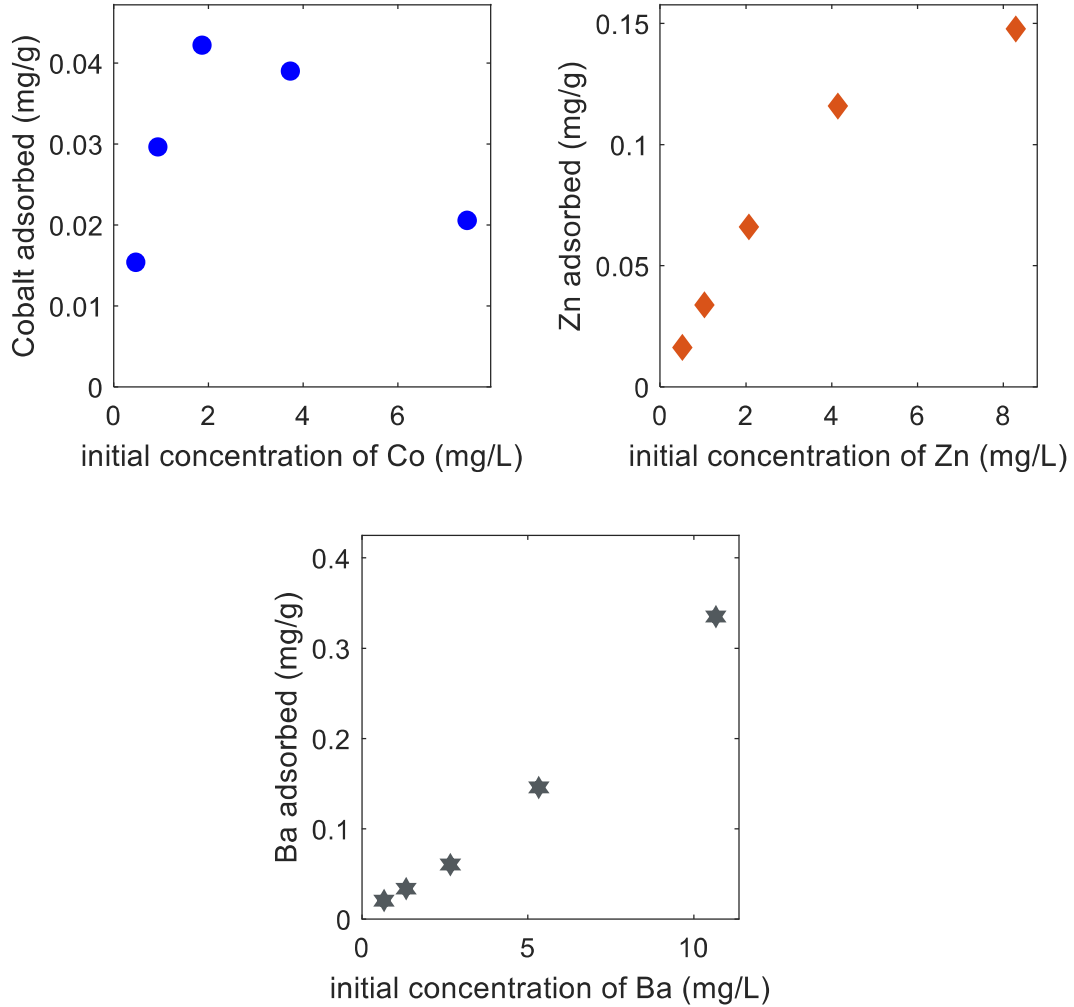 Cobalt adsorbed (mg/g)
0.04
0.03
0.02
0.01
0
0 2 4 6
initial concentration of Co (mg/L)
Zn adsorbed (mg/g)
0.15
0.1
0.05
0
0 2 4 6 8
initial concentration of Zn (mg/L)
Ba adsorbed (mg/g)
0.4
0.3
0.2
0.1
0
0 5 10
initial concentration of Ba (mg/L)